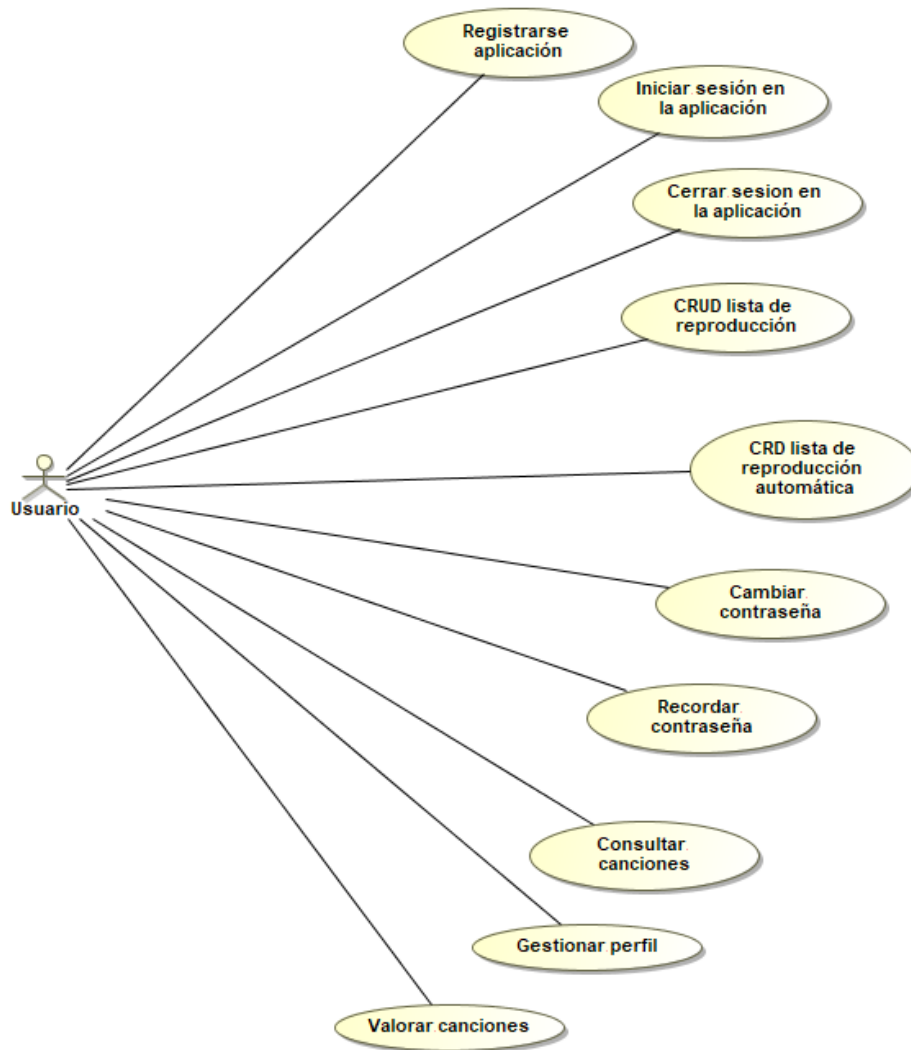 Registrarse
aplicación
Iniciar sesión en
la aplicación
Cerrar sesion en
la aplicación
CRUD lista de
reproducción
CRD lista de
reproducción
automática
Usuario
Cambiar
contraseña
Recordar
contraseña
Consultar
canciones
Gestionar perfil
Valorar canciones